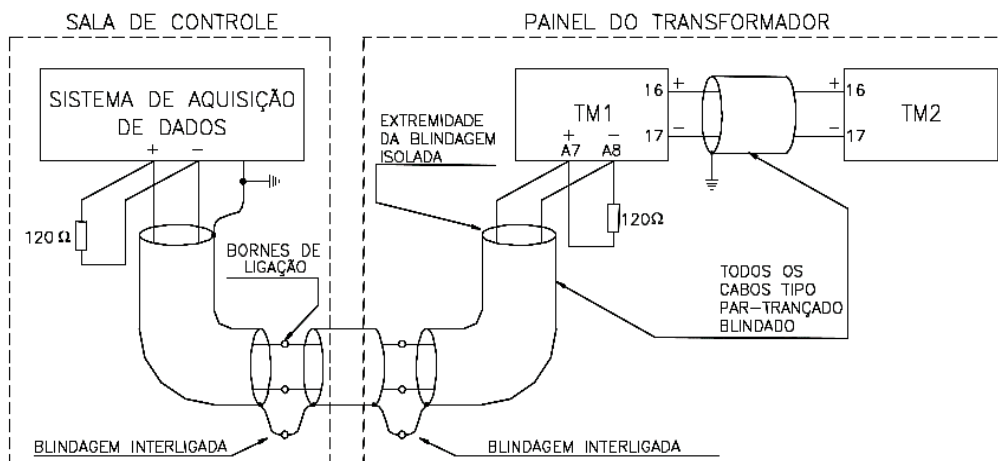 SALA DE CONTROLE
PAINEL DO TRANSFORMADOR
SISTEMA DE AQUISIÇÃO
DE DADOS
+ −
120 Ω
EXTREMIDADE
DA BLINDAGEM
ISOLADA
TM1
16 +
17 −
+ −
A7 A8
+ 16
− 17
TM2
120Ω
BORNES DE
LIGAÇÃO
TODOS OS
CABOS TIPO
PAR-TRANÇADO
BLINDADO
BLINDAGEM INTERLIGADA
BLINDAGEM INTERLIGADA